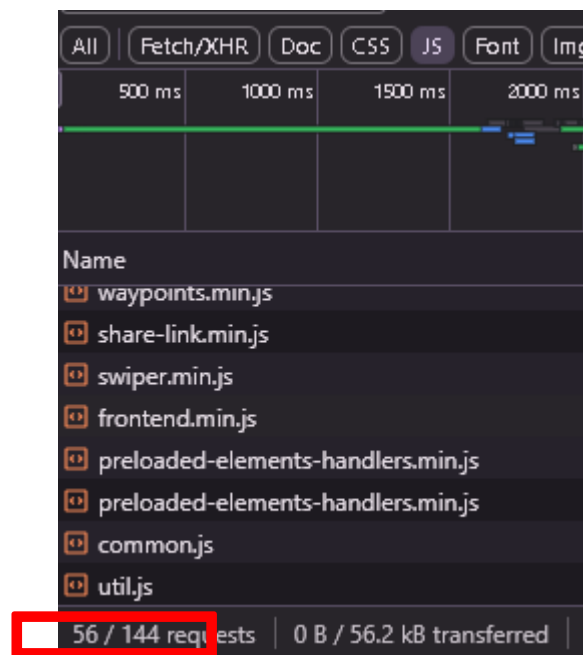 All Fetch/XHR Doc CSS JS Font Img
500 ms 1000 ms 1500 ms 2000 ms
Name
waypoints.min.js
share-link.min.js
swiper.min.js
frontend.min.js
preloaded-elements-handlers.min.js
preloaded-elements-handlers.min.js
common.js
util.js
56 / 144 requests 0 B / 56.2 kB transferred